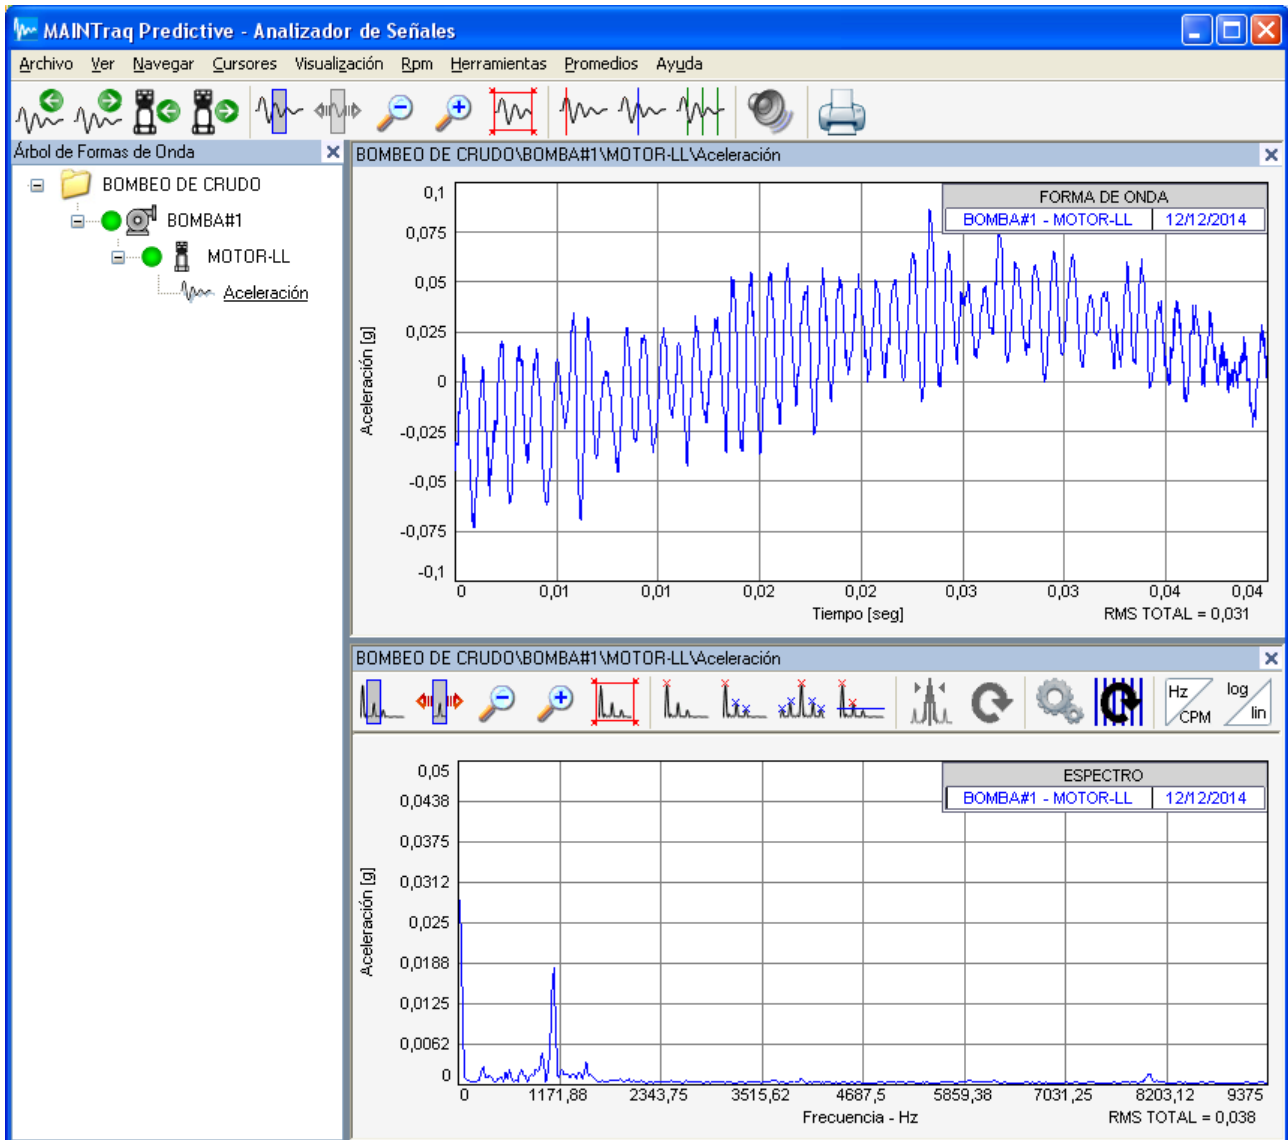 MAINTraq Predictive - Analizador de Señales
Archivo Ver Navegar Cursores Visualización Rpm Herramientas Promedios Ayuda
Árbol de Formas de Onda
BOMBEO DE CRUDO
BOMBA#1
MOTOR-LL
Aceleración
BOMBEO DE CRUDO\BOMBA#1\MOTOR-LL\Aceleración
FORMA DE ONDA
BOMBA#1 - MOTOR-LL 12/12/2014
0,1
0,075
0,05
0,025
0
-0,025
-0,05
-0,075
-0,1
Aceleración [g]
0 0,01 0,01 0,02 0,02 0,03 0,03 0,04 0,04
Tiempo [seg]
RMS TOTAL = 0,031
BOMBEO DE CRUDO\BOMBA#1\MOTOR-LL\Aceleración
Hz
CPM
log
lin
ESPECTRO
BOMBA#1 - MOTOR-LL 12/12/2014
0,05
0,0438
0,0375
0,0312
0,025
0,0188
0,0125
0,0062
0
Aceleración [g]
0 1171,88 2343,75 3515,62 4687,5 5859,38 7031,25 8203,12 9375
Frecuencia - Hz
RMS TOTAL = 0,038